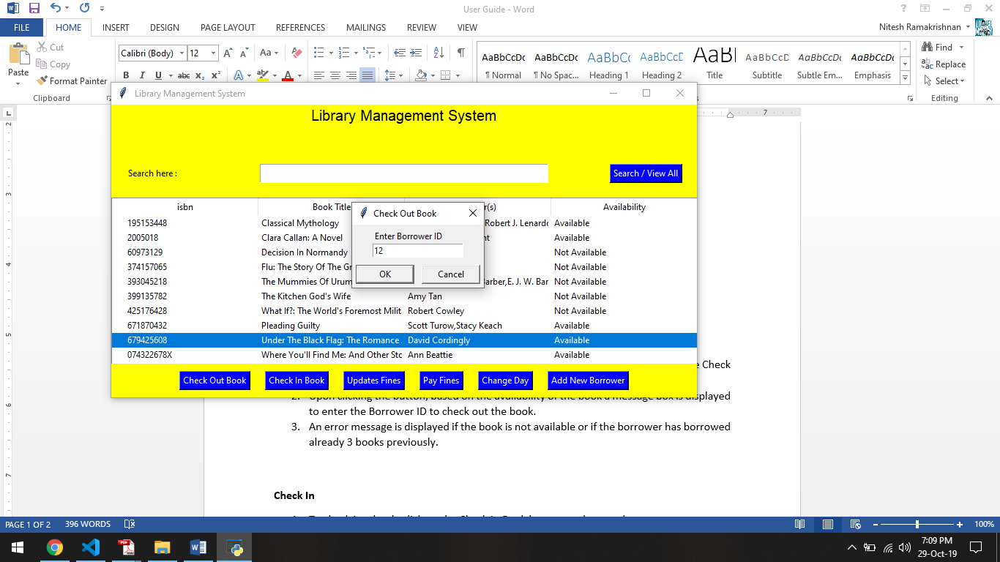 User Guide - Word
FILE HOME INSERT DESIGN PAGE LAYOUT REFERENCES MAILINGS REVIEW VIEW Nitesh Ramakrishnan
Paste Cut Copy Format Painter
Clipboard
Calibri (Body) 12
B I U abc x₂ x²
AaBbCcDc AaBbCcDc AaBbCc AaBbCcD AaBl AaBbCcD AaBbCcDc AaBbCcDc
¶ Normal ¶ No Spac... Heading 1 Heading 2 Title Subtitle Subtle Em... Emphasis
Find
Replace
Select
Editing
Library Management System
Library Management System
Search here :
Search / View All
isbn Book Title r(s) Availability
195153448 Classical Mythology Robert J. Lenardo Available
2005018 Clara Callan: A Novel Available
60973129 Decision In Normandy Not Available
374157065 Flu: The Story Of The Gr Not Available
393045218 The Mummies Of Urum Barber,E. J. W. Bar Not Available
399135782 The Kitchen God's Wife Amy Tan Not Available
425176428 What If?: The World's Foremost Milit Robert Cowley Not Available
671870432 Pleading Guilty Scott Turow,Stacy Keach Available
679425608 Under The Black Flag: The Romance David Cordingly Available
074322678X Where You'll Find Me: And Other Sto Ann Beattie Available
Check Out Book
Enter Borrower ID
12
OK Cancel
Check Out Book Check In Book Updates Fines Pay Fines Change Day Add New Borrower
Check
2. Upon clicking the button, based on the availability of the book a message box is displayed
to enter the Borrower ID to check out the book.
3. An error message is displayed if the book is not available or if the borrower has borrowed
already 3 books previously.
Check In
PAGE 1 OF 2 396 WORDS 100%
7:09 PM
29-Oct-19